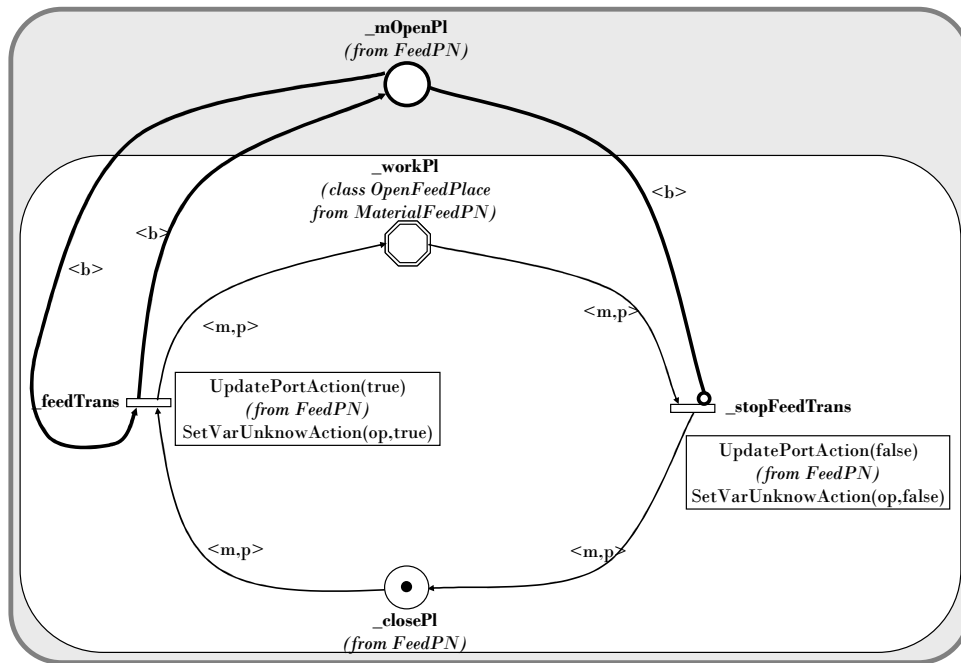 _mOpenPl
(from FeedPN)
_workPl
(class OpenFeedPlace
from MaterialFeedPN)
<b>
<b>
<b>
<m,p>
<m,p>
_feedTrans
UpdatePortAction(true)
(from FeedPN)
SetVarUnknowAction(op,true)
_stopFeedTrans
UpdatePortAction(false)
(from FeedPN)
SetVarUnknowAction(op,false)
<m,p>
<m,p>
_closePl
(from FeedPN)